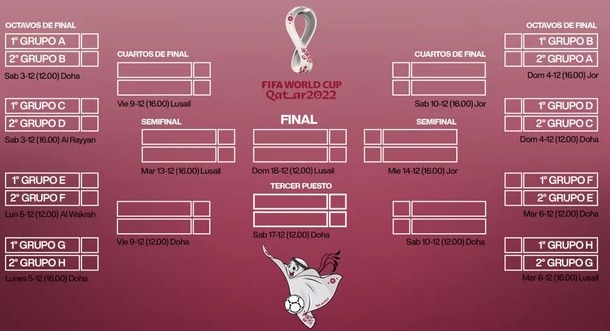 OCTAVOS DE FINAL
1° GRUPO A
2° GRUPO B
Sab 3-12 (12.00) Doha
1° GRUPO C
2° GRUPO D
Sab 3-12 (16.00) Al Rayyan
1° GRUPO E
2° GRUPO F
Lun 5-12 (12.00) Al Wakrah
1° GRUPO G
2° GRUPO H
Lunes 5-12 (16.00) Doha
CUARTOS DE FINAL
Vie 9-12 (16.00) Lusail
SEMIFINAL
Mar 13-12 (16.00) Lusail
Vie 9-12 (12.00) Doha
FIFA WORLD CUP
Qatar2022
FINAL
Dom 18-12 (12.00) Lusail
TERCER PUESTO
Sab 17-12 (12.00) Doha
CUARTOS DE FINAL
Sab 10-12 (16.00) Jor
SEMIFINAL
Mie 14-12 (16.00) Jor
Sab 10-12 (12.00) Doha
OCTAVOS DE FINAL
1° GRUPO B
2° GRUPO A
Dom 4-12 (16.00) Jor
1° GRUPO D
2° GRUPO C
Dom 4-12 (12.00) Doha
1° GRUPO F
2° GRUPO E
Mar 6-12 (12.00) Doha
1° GRUPO H
2° GRUPO G
Mar 6-12 (16.00) Lusail